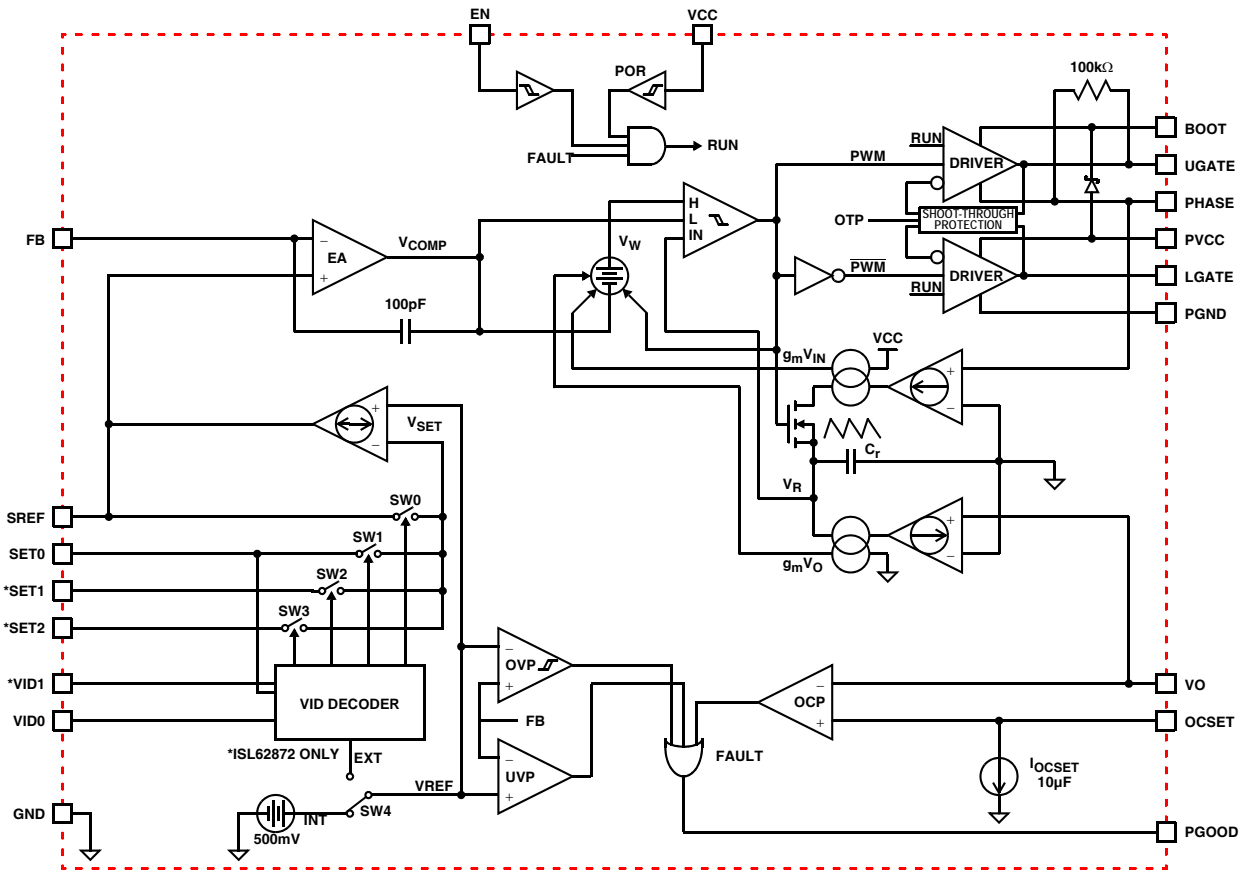 EN
VCC
POR
100kΩ
RUN
BOOT
PWM
DRIVER
UGATE
FAULT
RUN
OTP
SHOOT-THROUGH
PROTECTION
PHASE
H
L
IN
FB
−
EA
+
VCOMP
VW
PVCC
PWM
DRIVER
LGATE
RUN
100pF
PGND
gmVIN
VCC
+
−
+
VSET
−
Cr
VR
SW0
SREF
SW1
SET0
+
−
gmVO
SW2
*SET1
SW3
*SET2
−
OVP
+
*VID1
VID DECODER
VID0
FB
−
OCP
+
VO
OCSET
*ISL62872 ONLY
EXT
−
UVP
+
FAULT
IOCSET
10µF
VREF
SW4
INT
500mV
GND
PGOOD